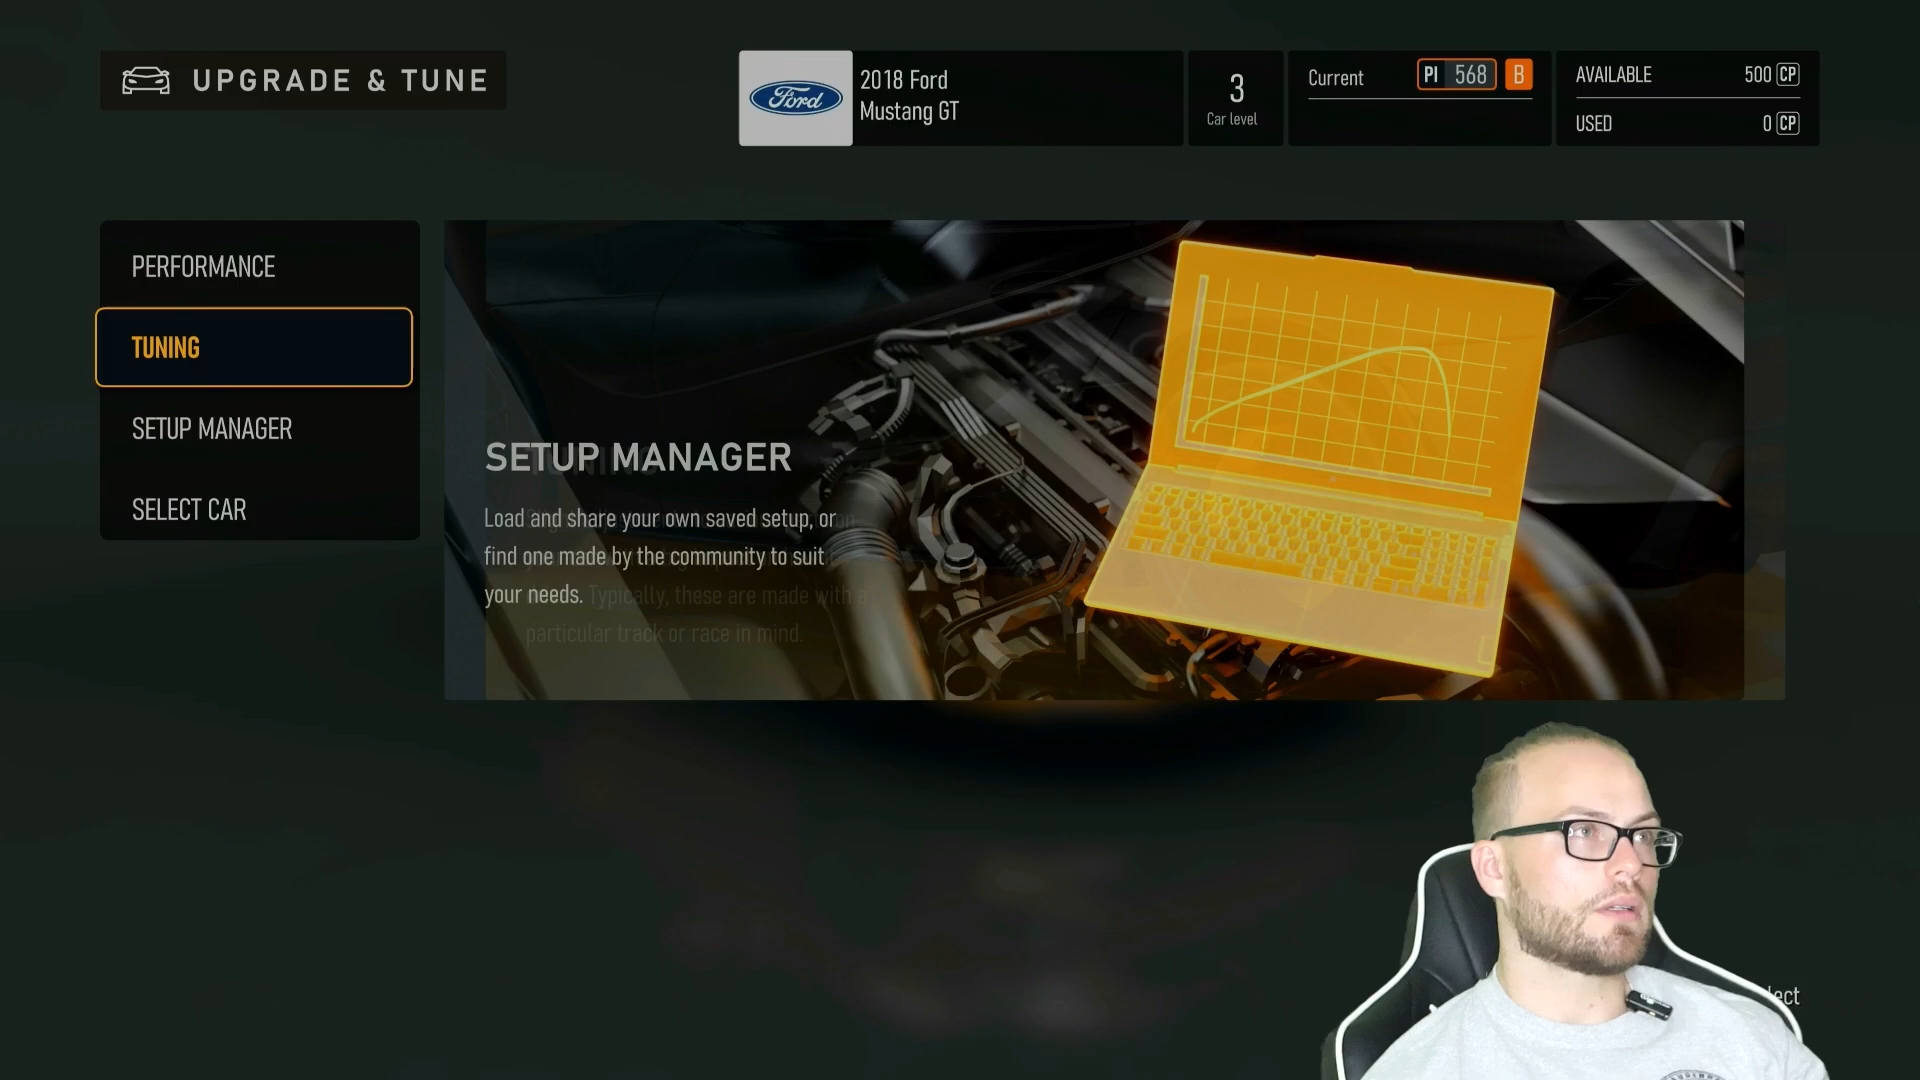 UPGRADE & TUNE
Ford
2018 Ford
Mustang GT
3
Car level
Current
PI 568 B
AVAILABLE 500 CP
USED 0 CP
PERFORMANCE
TUNING
SETUP MANAGER
SELECT CAR
SETUP MANAGER
Load and share your own saved setup, or
find one made by the community to suit
your needs.
Typically, these are made with a
particular track or race in mind.